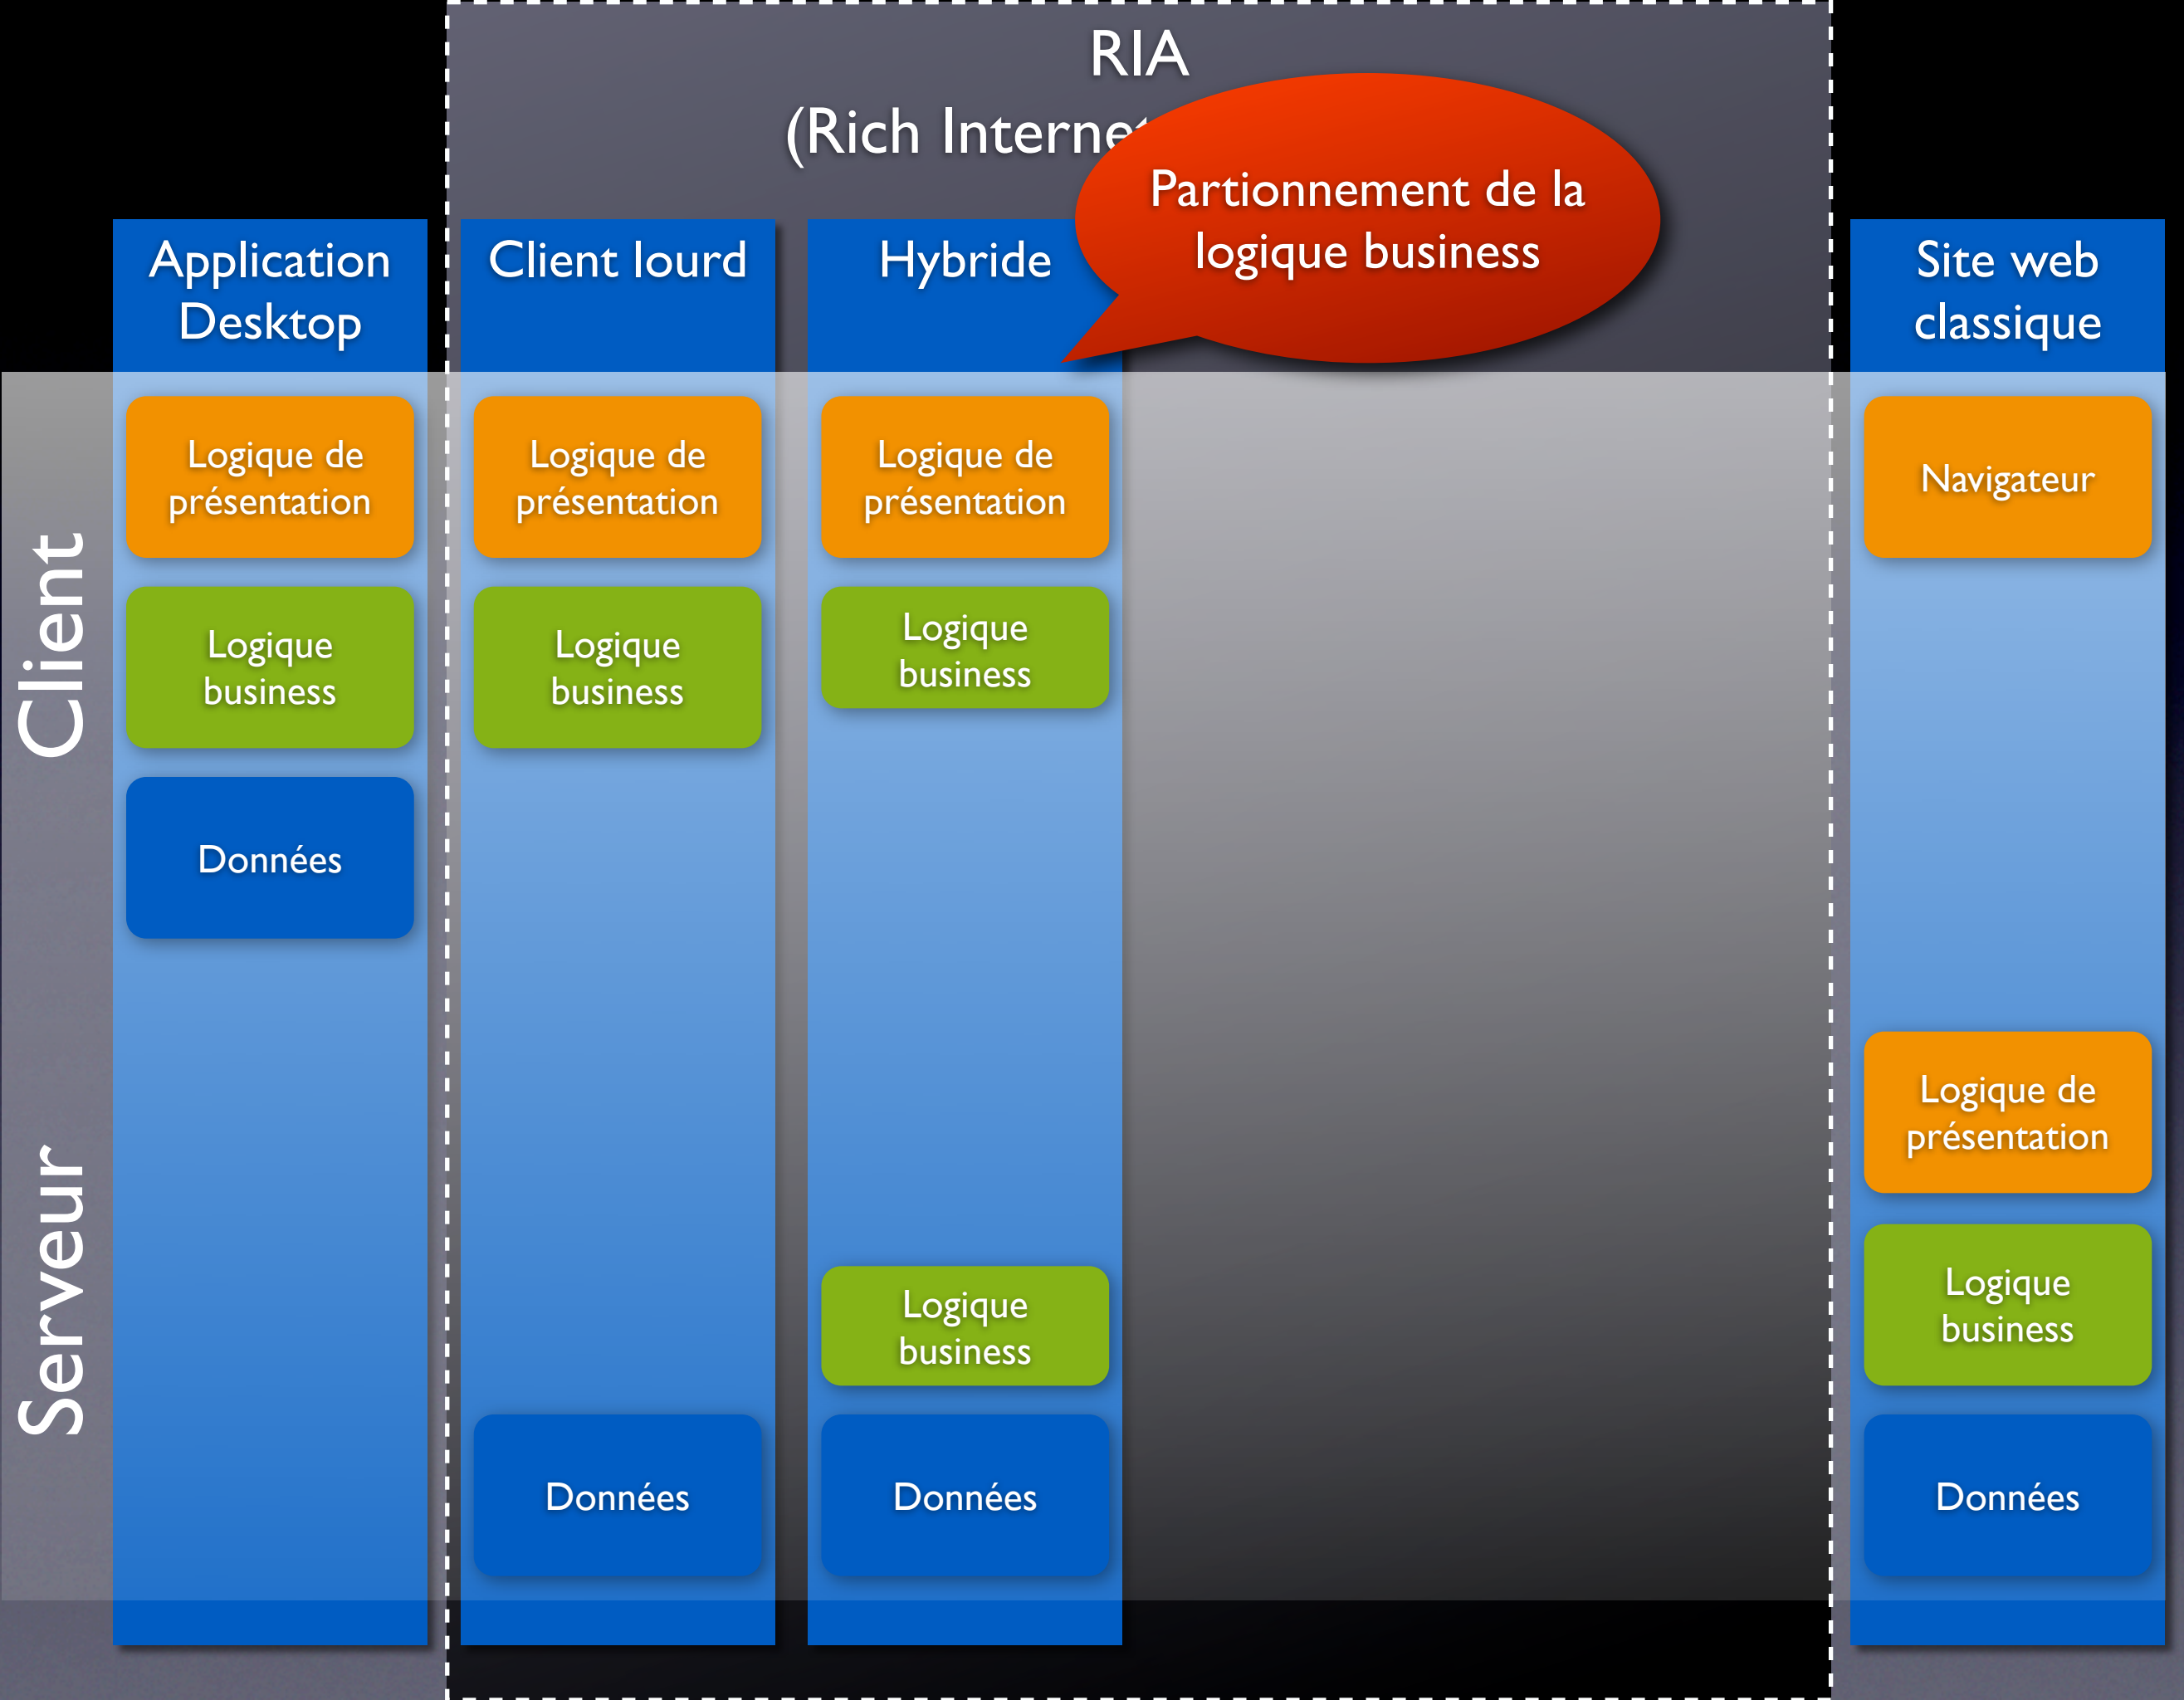 RIA
(Rich Internet
Partionnement de la
logique business
Application
Desktop
Client lourd
Hybride
Site web
classique
Client
Serveur
Logique de
présentation
Logique
business
Données
Logique de
présentation
Logique
business
Données
Logique de
présentation
Logique
business
Logique
business
Données
Navigateur
Logique de
présentation
Logique
business
Données